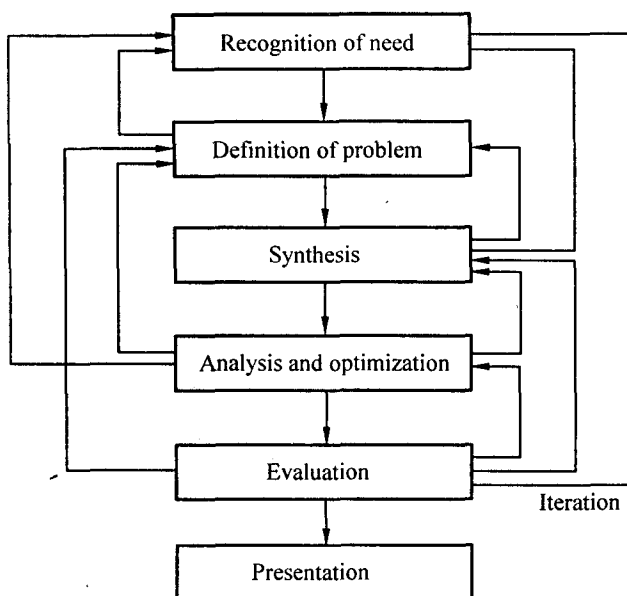 Recognition of need
Definition of problem
Synthesis
Analysis and optimization
Evaluation
Iteration
Presentation